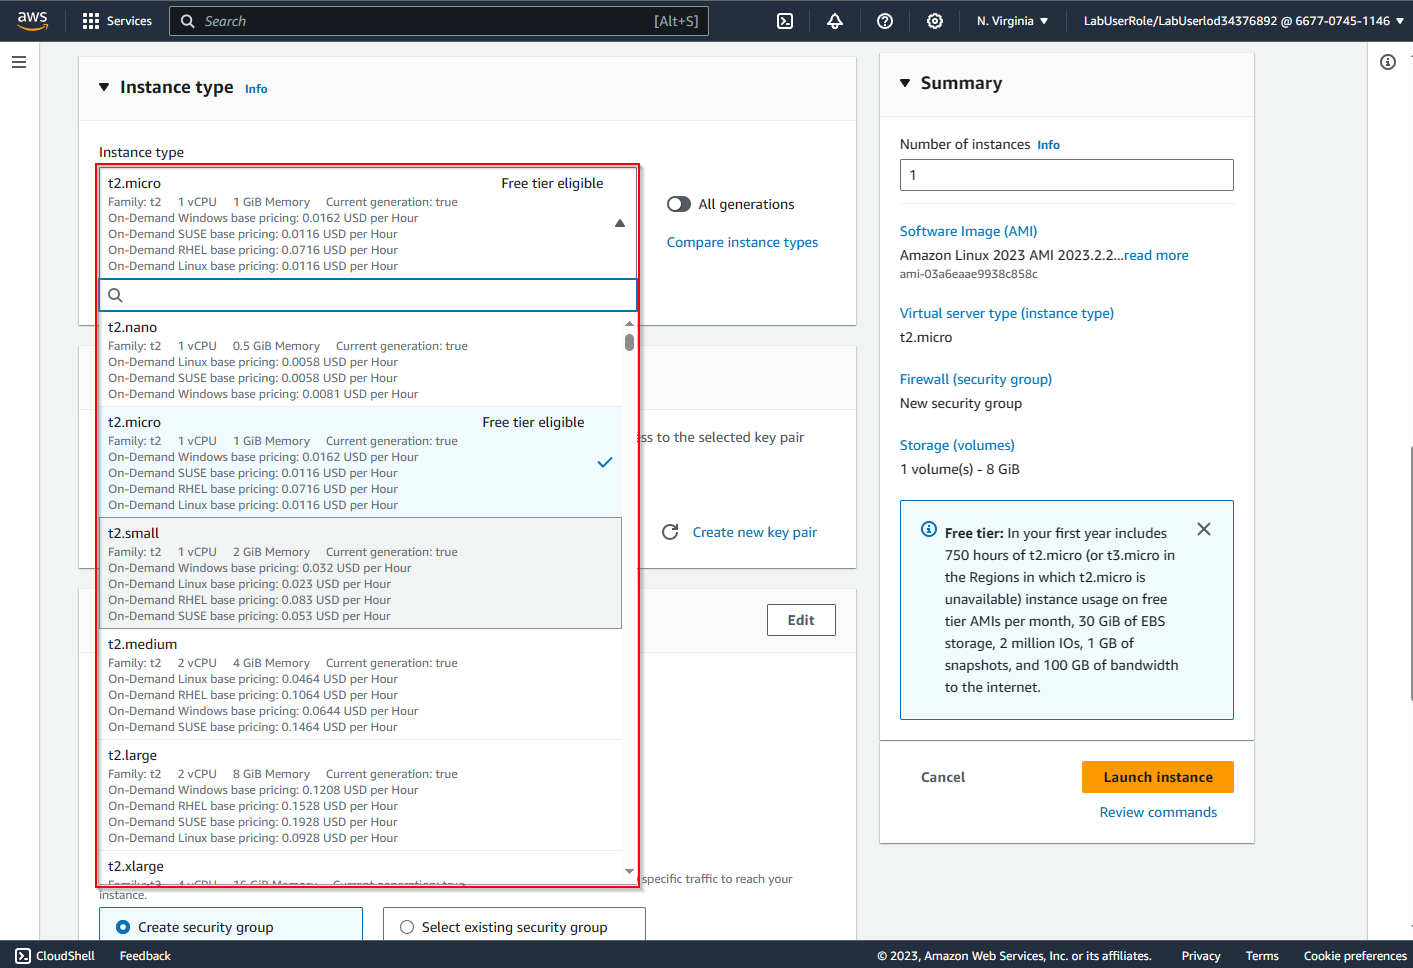 aws
Services
Search
[Alt+S]
N. Virginia
LabUserRole/LabUserlod34376892 @ 6677-0745-1146
Instance type Info
Instance type
t2.micro Free tier eligible
Family: t2 1 vCPU 1 GiB Memory Current generation: true
On-Demand Windows base pricing: 0.0162 USD per Hour
On-Demand SUSE base pricing: 0.0116 USD per Hour
On-Demand RHEL base pricing: 0.0716 USD per Hour
On-Demand Linux base pricing: 0.0116 USD per Hour
All generations
Compare instance types
t2.nano
Family: t2 1 vCPU 0.5 GiB Memory Current generation: true
On-Demand Linux base pricing: 0.0058 USD per Hour
On-Demand SUSE base pricing: 0.0058 USD per Hour
On-Demand Windows base pricing: 0.0081 USD per Hour
t2.micro Free tier eligible
Family: t2 1 vCPU 1 GiB Memory Current generation: true
On-Demand Windows base pricing: 0.0162 USD per Hour
On-Demand SUSE base pricing: 0.0116 USD per Hour
On-Demand RHEL base pricing: 0.0716 USD per Hour
On-Demand Linux base pricing: 0.0116 USD per Hour
ss to the selected key pair
t2.small
Family: t2 1 vCPU 2 GiB Memory Current generation: true
On-Demand Windows base pricing: 0.032 USD per Hour
On-Demand Linux base pricing: 0.023 USD per Hour
On-Demand RHEL base pricing: 0.083 USD per Hour
On-Demand SUSE base pricing: 0.053 USD per Hour
Create new key pair
t2.medium
Family: t2 2 vCPU 4 GiB Memory Current generation: true
On-Demand Linux base pricing: 0.0464 USD per Hour
On-Demand RHEL base pricing: 0.1064 USD per Hour
On-Demand Windows base pricing: 0.0644 USD per Hour
On-Demand SUSE base pricing: 0.1464 USD per Hour
Edit
t2.large
Family: t2 2 vCPU 8 GiB Memory Current generation: true
On-Demand Windows base pricing: 0.1208 USD per Hour
On-Demand RHEL base pricing: 0.1528 USD per Hour
On-Demand SUSE base pricing: 0.1928 USD per Hour
On-Demand Linux base pricing: 0.0928 USD per Hour
t2.xlarge
Family: t2 4 vCPU 16 GiB Memory Current generation: true
specific traffic to reach your
instance.
Create security group
Select existing security group
Summary
Number of instances Info
1
Software Image (AMI)
Amazon Linux 2023 AMI 2023.2.2...read more
ami-03a6eaae9938c858c
Virtual server type (instance type)
t2.micro
Firewall (security group)
New security group
Storage (volumes)
1 volume(s) - 8 GiB
Free tier: In your first year includes
750 hours of t2.micro (or t3.micro in
the Regions in which t2.micro is
unavailable) instance usage on free
tier AMIs per month, 30 GiB of EBS
storage, 2 million IOs, 1 GB of
snapshots, and 100 GB of bandwidth
to the internet.
Cancel
Launch instance
Review commands
CloudShell
Feedback
© 2023, Amazon Web Services, Inc. or its affiliates.
Privacy
Terms
Cookie preferences